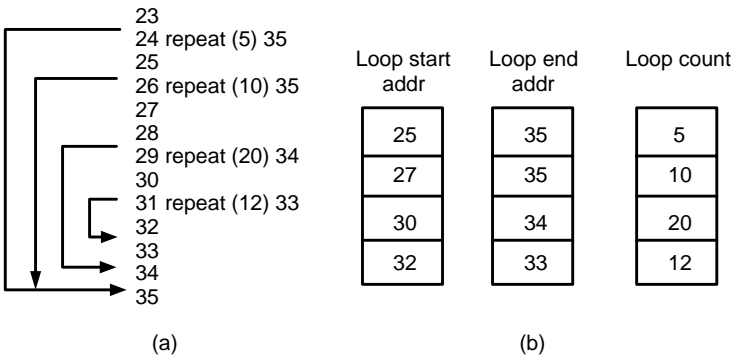 23
24 repeat (5) 35
25
26 repeat (10) 35
27
28
29 repeat (20) 34
30
31 repeat (12) 33
32
33
34
35
(a)
Loop start addr
Loop end addr
Loop count
25 35 5
27 35 10
30 34 20
32 33 12
(b)